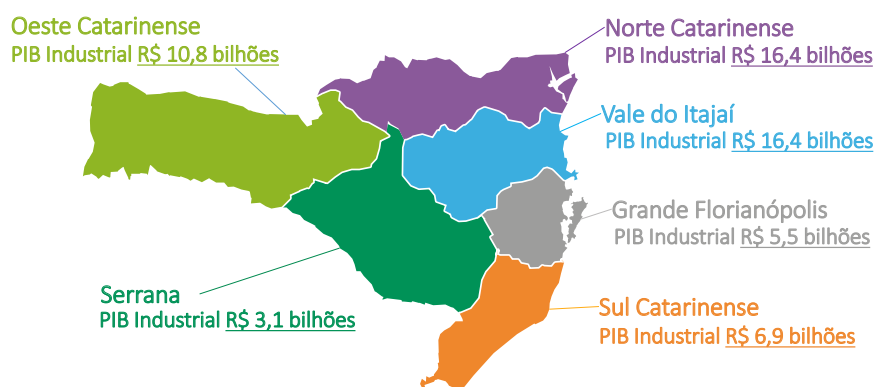 Oeste Catarinense
PIB Industrial R$ 10,8 bilhões
Norte Catarinense
PIB Industrial R$ 16,4 bilhões
Vale do Itajaí
PIB Industrial R$ 16,4 bilhões
Grande Florianópolis
PIB Industrial R$ 5,5 bilhões
Serrana
PIB Industrial R$ 3,1 bilhões
Sul Catarinense
PIB Industrial R$ 6,9 bilhões